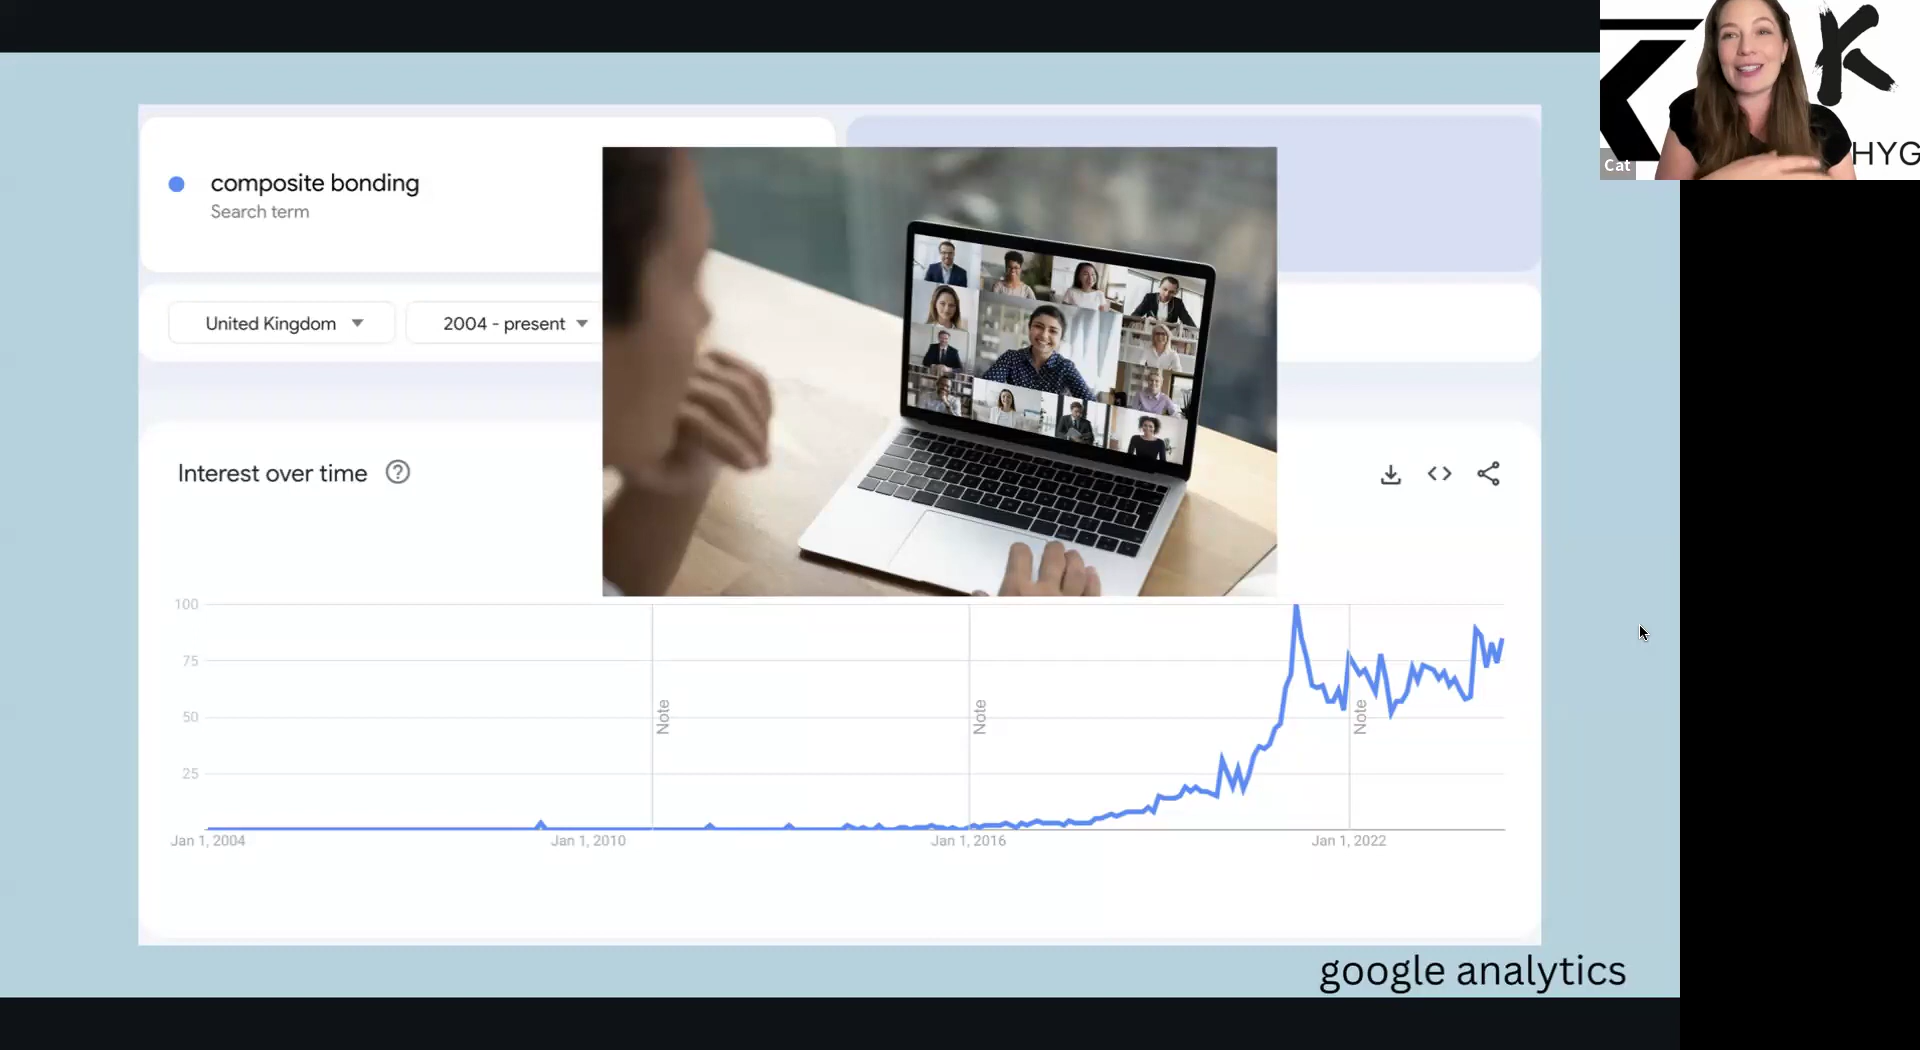 composite bonding
Search term
United Kingdom
2004 - present
Interest over time
100
75
50
25
Note
Note
Note
Jan 1, 2004
Jan 1, 2010
Jan 1, 2016
Jan 1, 2022
google analytics
K
HYG
Cat